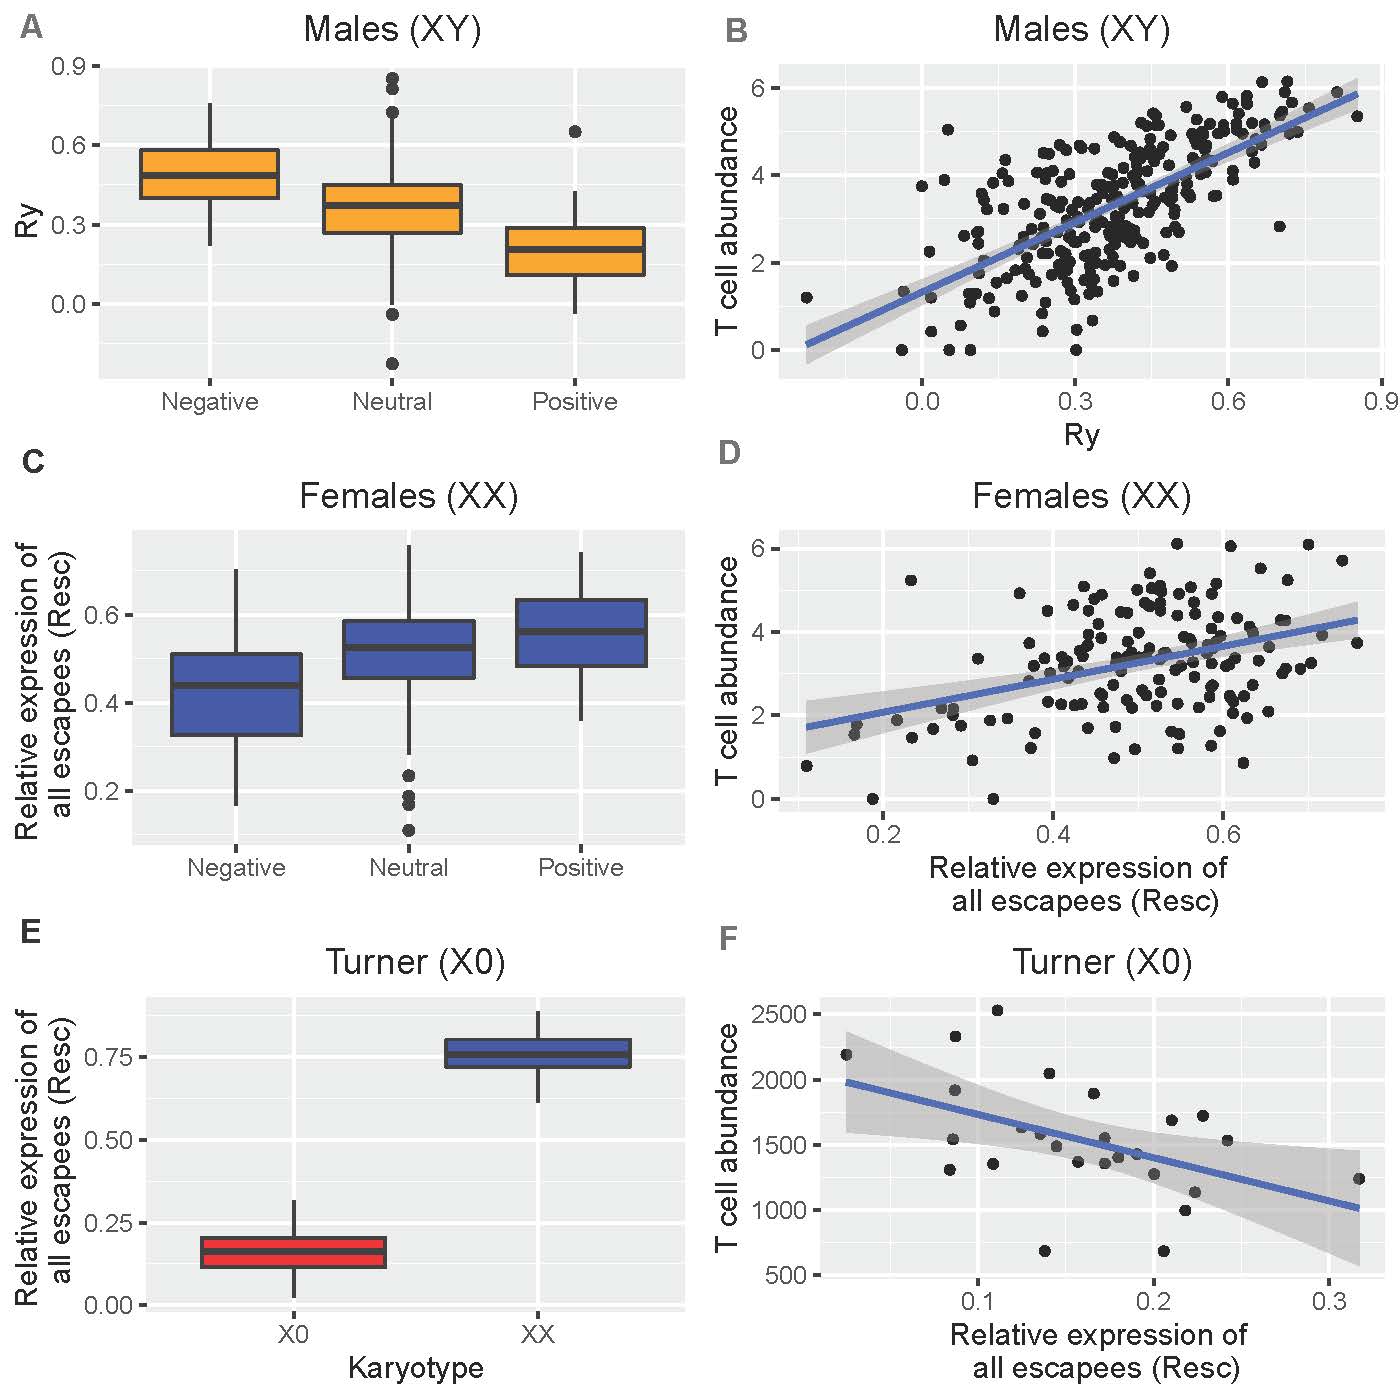 A
Males (XY)
Ry
0.9
0.6
0.3
0.0
Negative
Neutral
Positive
B
Males (XY)
T cell abundance
6
4
2
0
0.0
0.3
0.6
0.9
Ry
C
Females (XX)
Relative expression of
all escapees (Resc)
0.6
0.4
0.2
Negative
Neutral
Positive
D
Females (XX)
T cell abundance
6
4
2
0
0.2
0.4
0.6
Relative expression of
all escapees (Resc)
E
Turner (X0)
Relative expression of
all escapees (Resc)
0.75
0.50
0.25
0.00
X0
XX
Karyotype
F
Turner (X0)
T cell abundance
2500
2000
1500
1000
500
0.1
0.2
0.3
Relative expression of
all escapees (Resc)